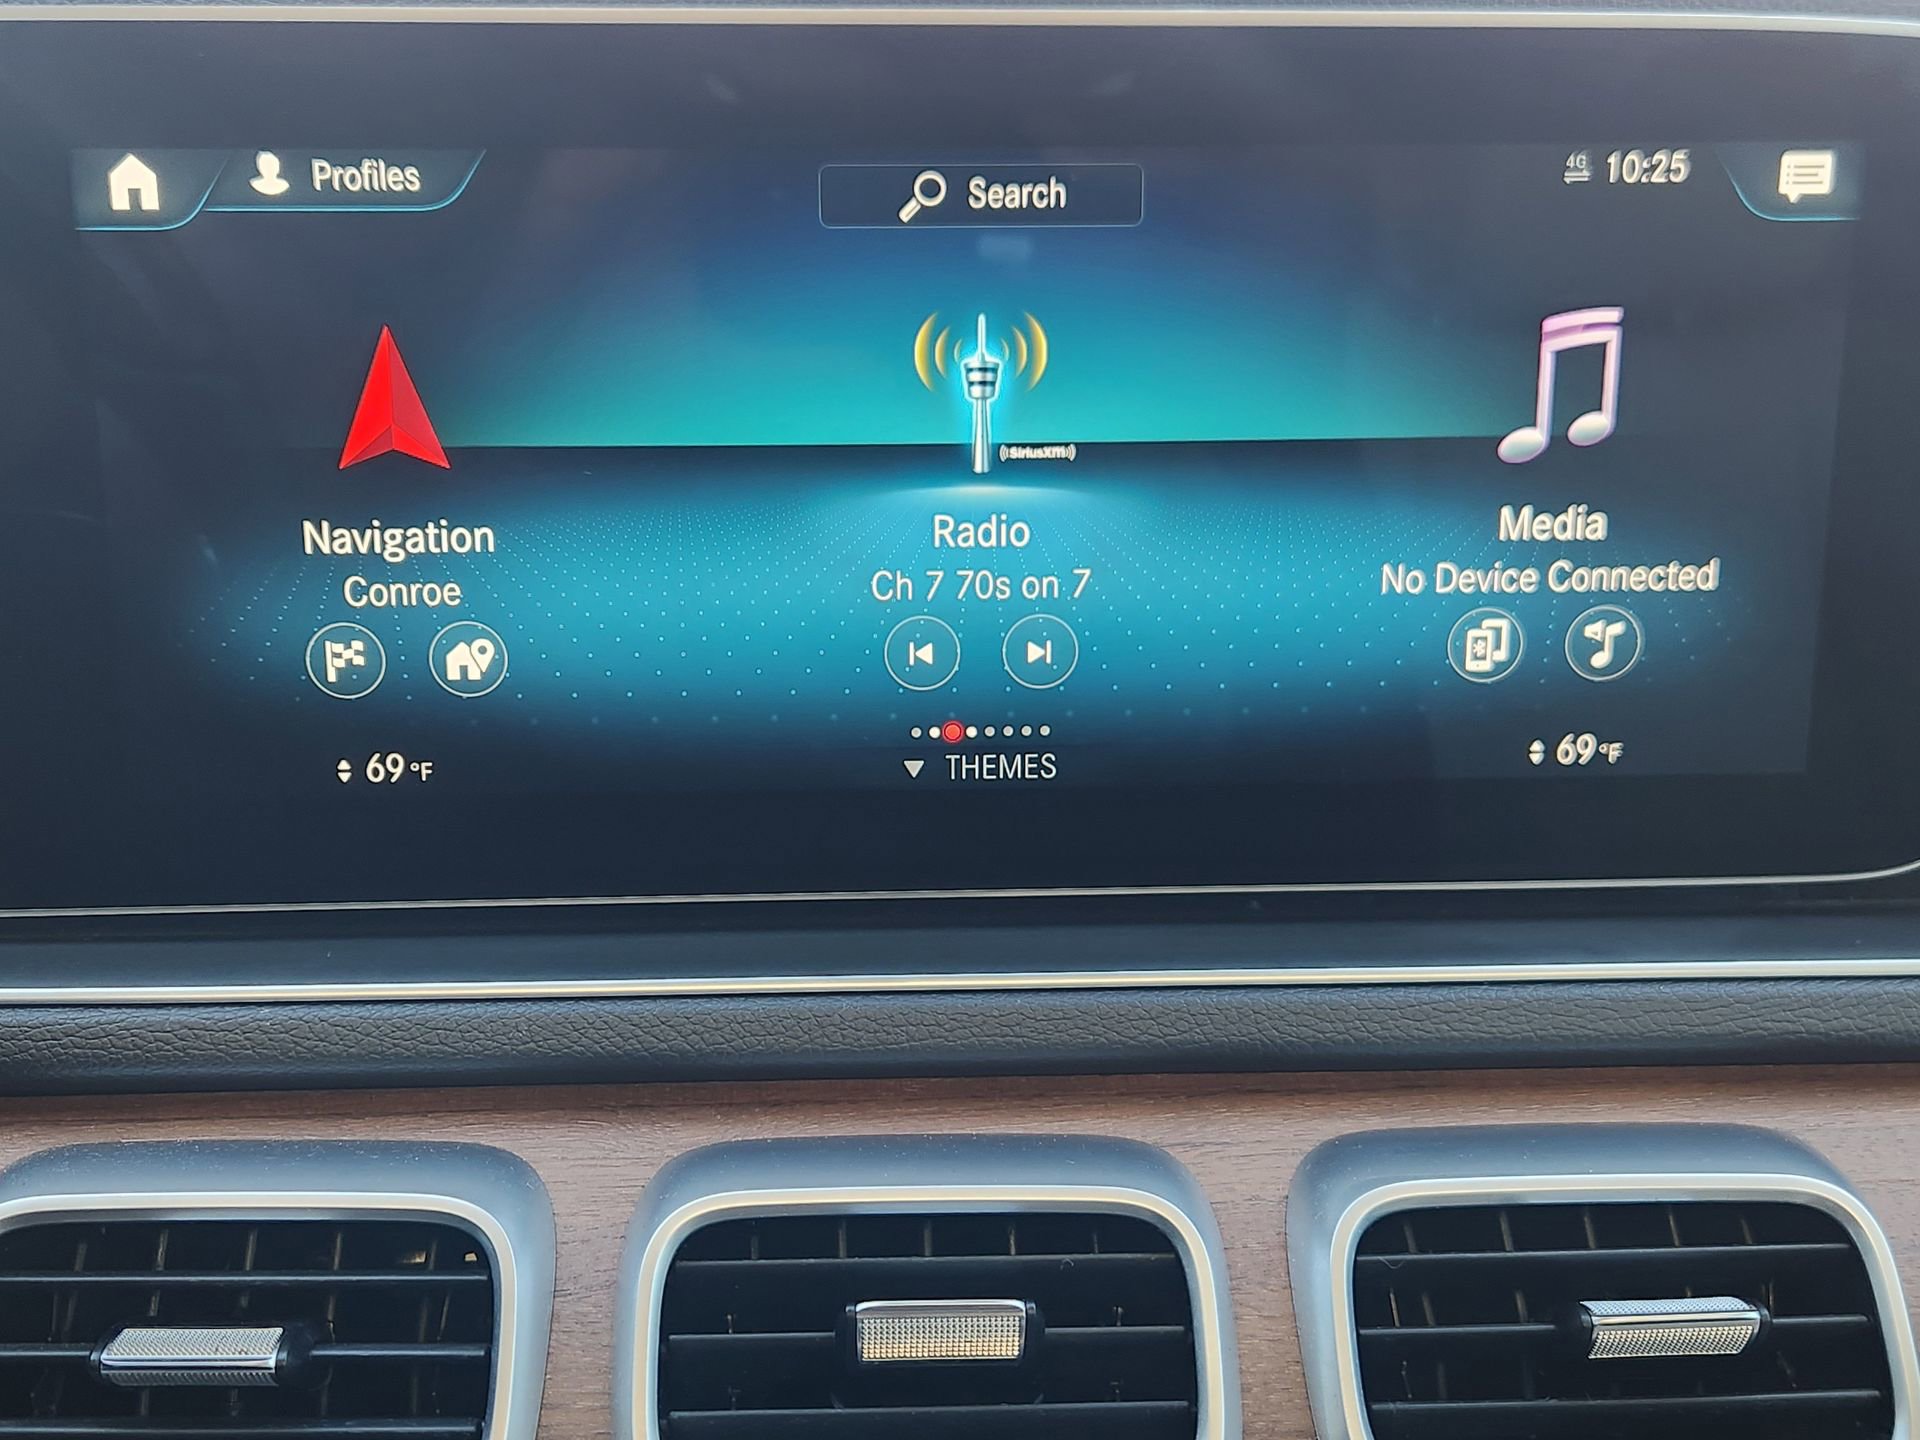 Profiles
Search
4G 10:25
SiriusXM
Navigation
Conroe
Radio
Ch 7 70s on 7
Media
No Device Connected
69 °F
THEMES
69 °F